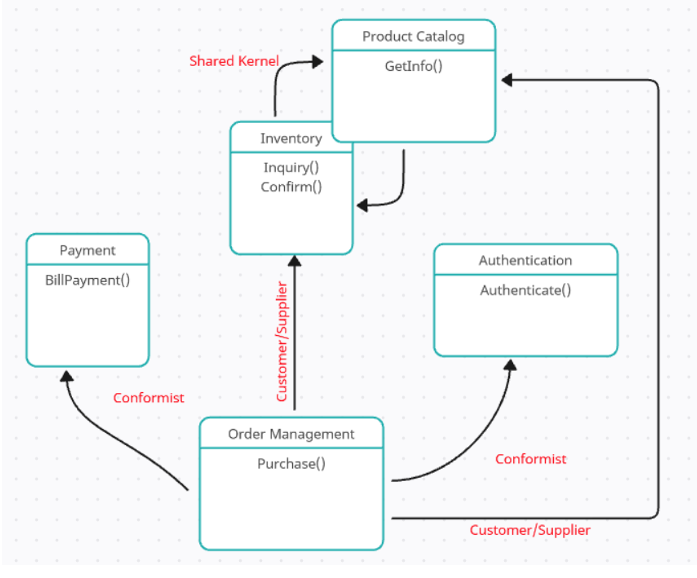 Product Catalog
GetInfo()
Shared Kernel
Inventory
Inquiry()
Confirm()
Payment
BillPayment()
Authentication
Authenticate()
Customer/Supplier
Conformist
Order Management
Purchase()
Conformist
Customer/Supplier